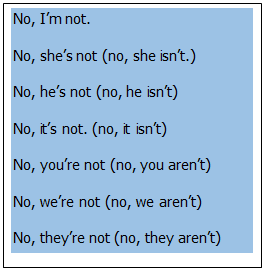 No, I'm not.
No, she's not (no, she isn't.)
No, he's not (no, he isn't)
No, it's not. (no, it isn't)
No, you're not (no, you aren't)
No, we're not (no, we aren't)
No, they're not (no, they aren't)